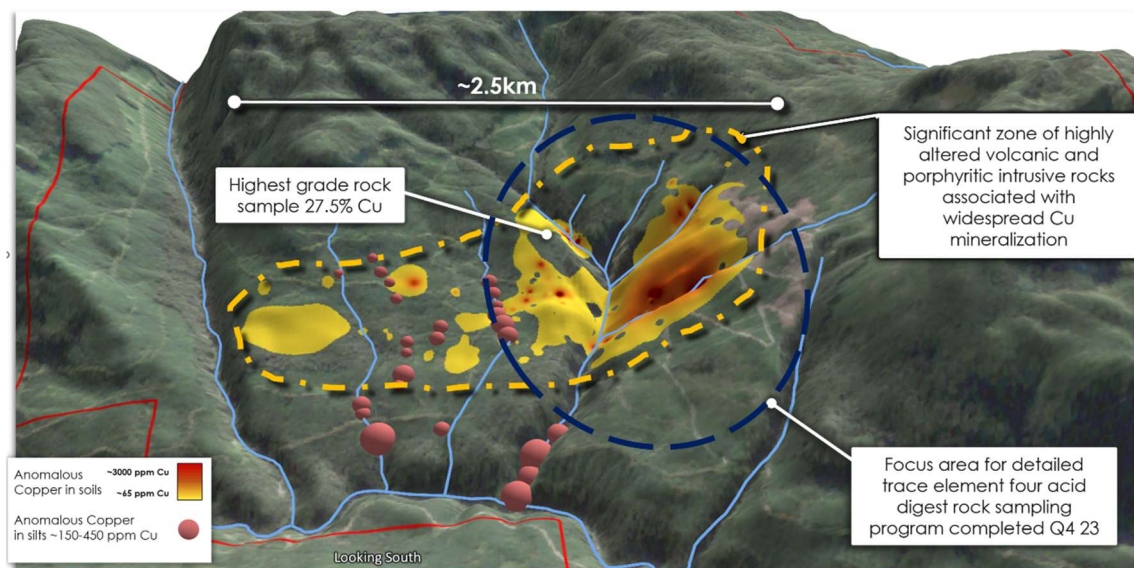 ~2.5km
Significant zone of highly
altered volcanic and
porphyritic intrusive rocks
associated with
widespread Cu
mineralization
Highest grade rock
sample 27.5% Cu
Focus area for detailed
trace element four acid
digest rock sampling
program completed Q4 23
Anomalous
Copper in soils
~3000 ppm Cu
~65 ppm Cu
Anomalous Copper
in silts ~150-450 ppm Cu
Looking South